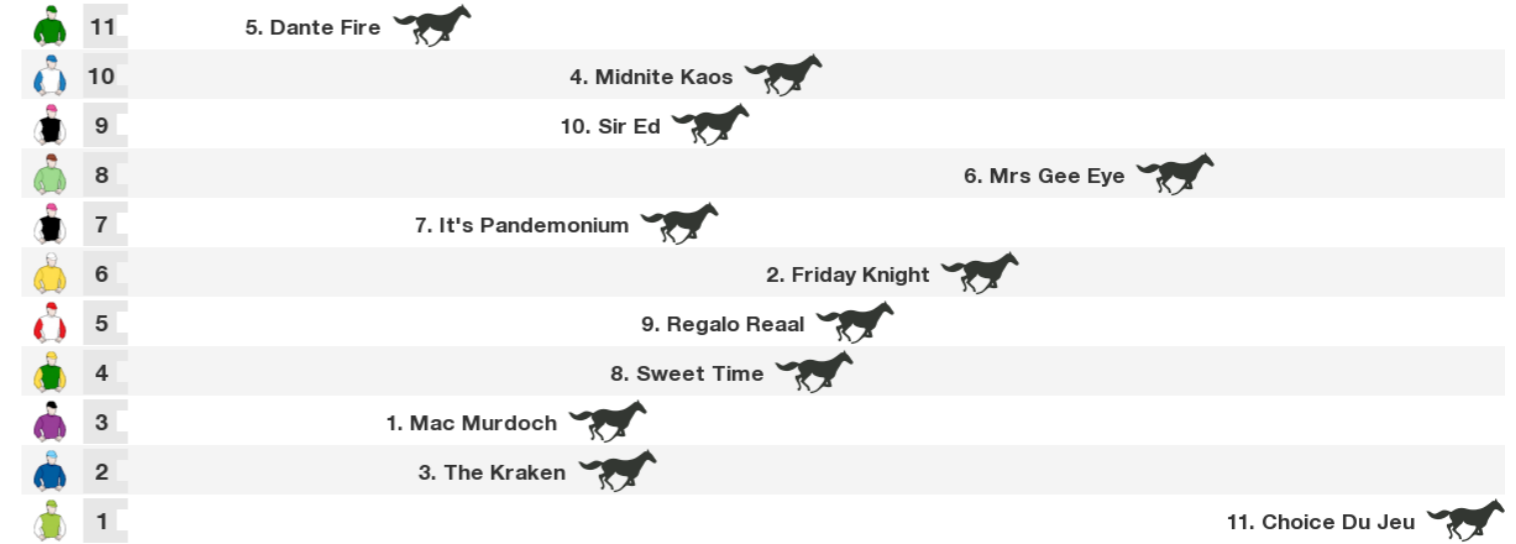 11 5. Dante Fire
10 4. Midnite Kaos
9 10. Sir Ed
8 6. Mrs Gee Eye
7 7. It's Pandemonium
6 2. Friday Knight
5 9. Regalo Reaal
4 8. Sweet Time
3 1. Mac Murdoch
2 3. The Kraken
1 11. Choice Du Jeu